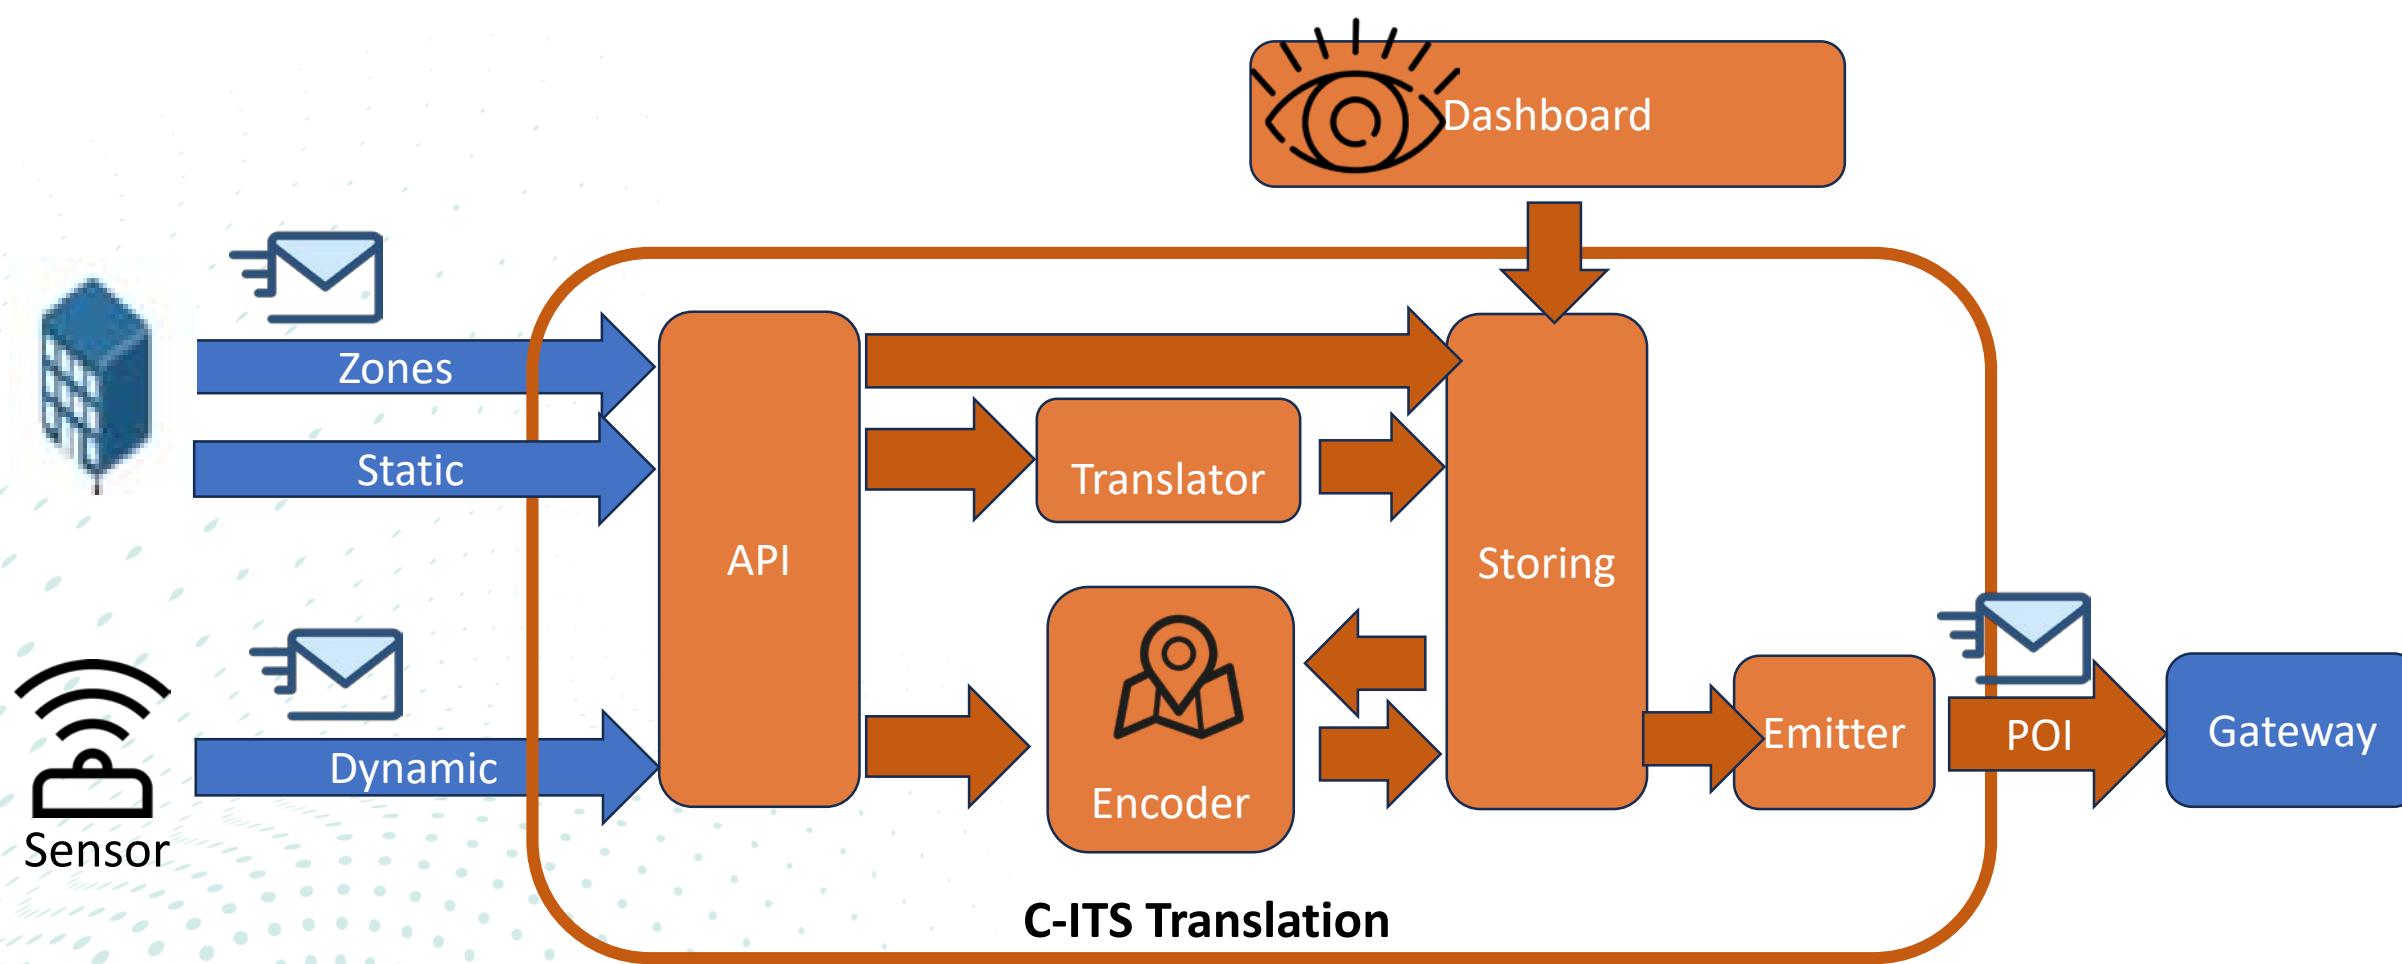 Dashboard
Zones
Static
Translator
API
Storing
Dynamic
Encoder
Emitter
POI
Gateway
Sensor
C-ITS Translation